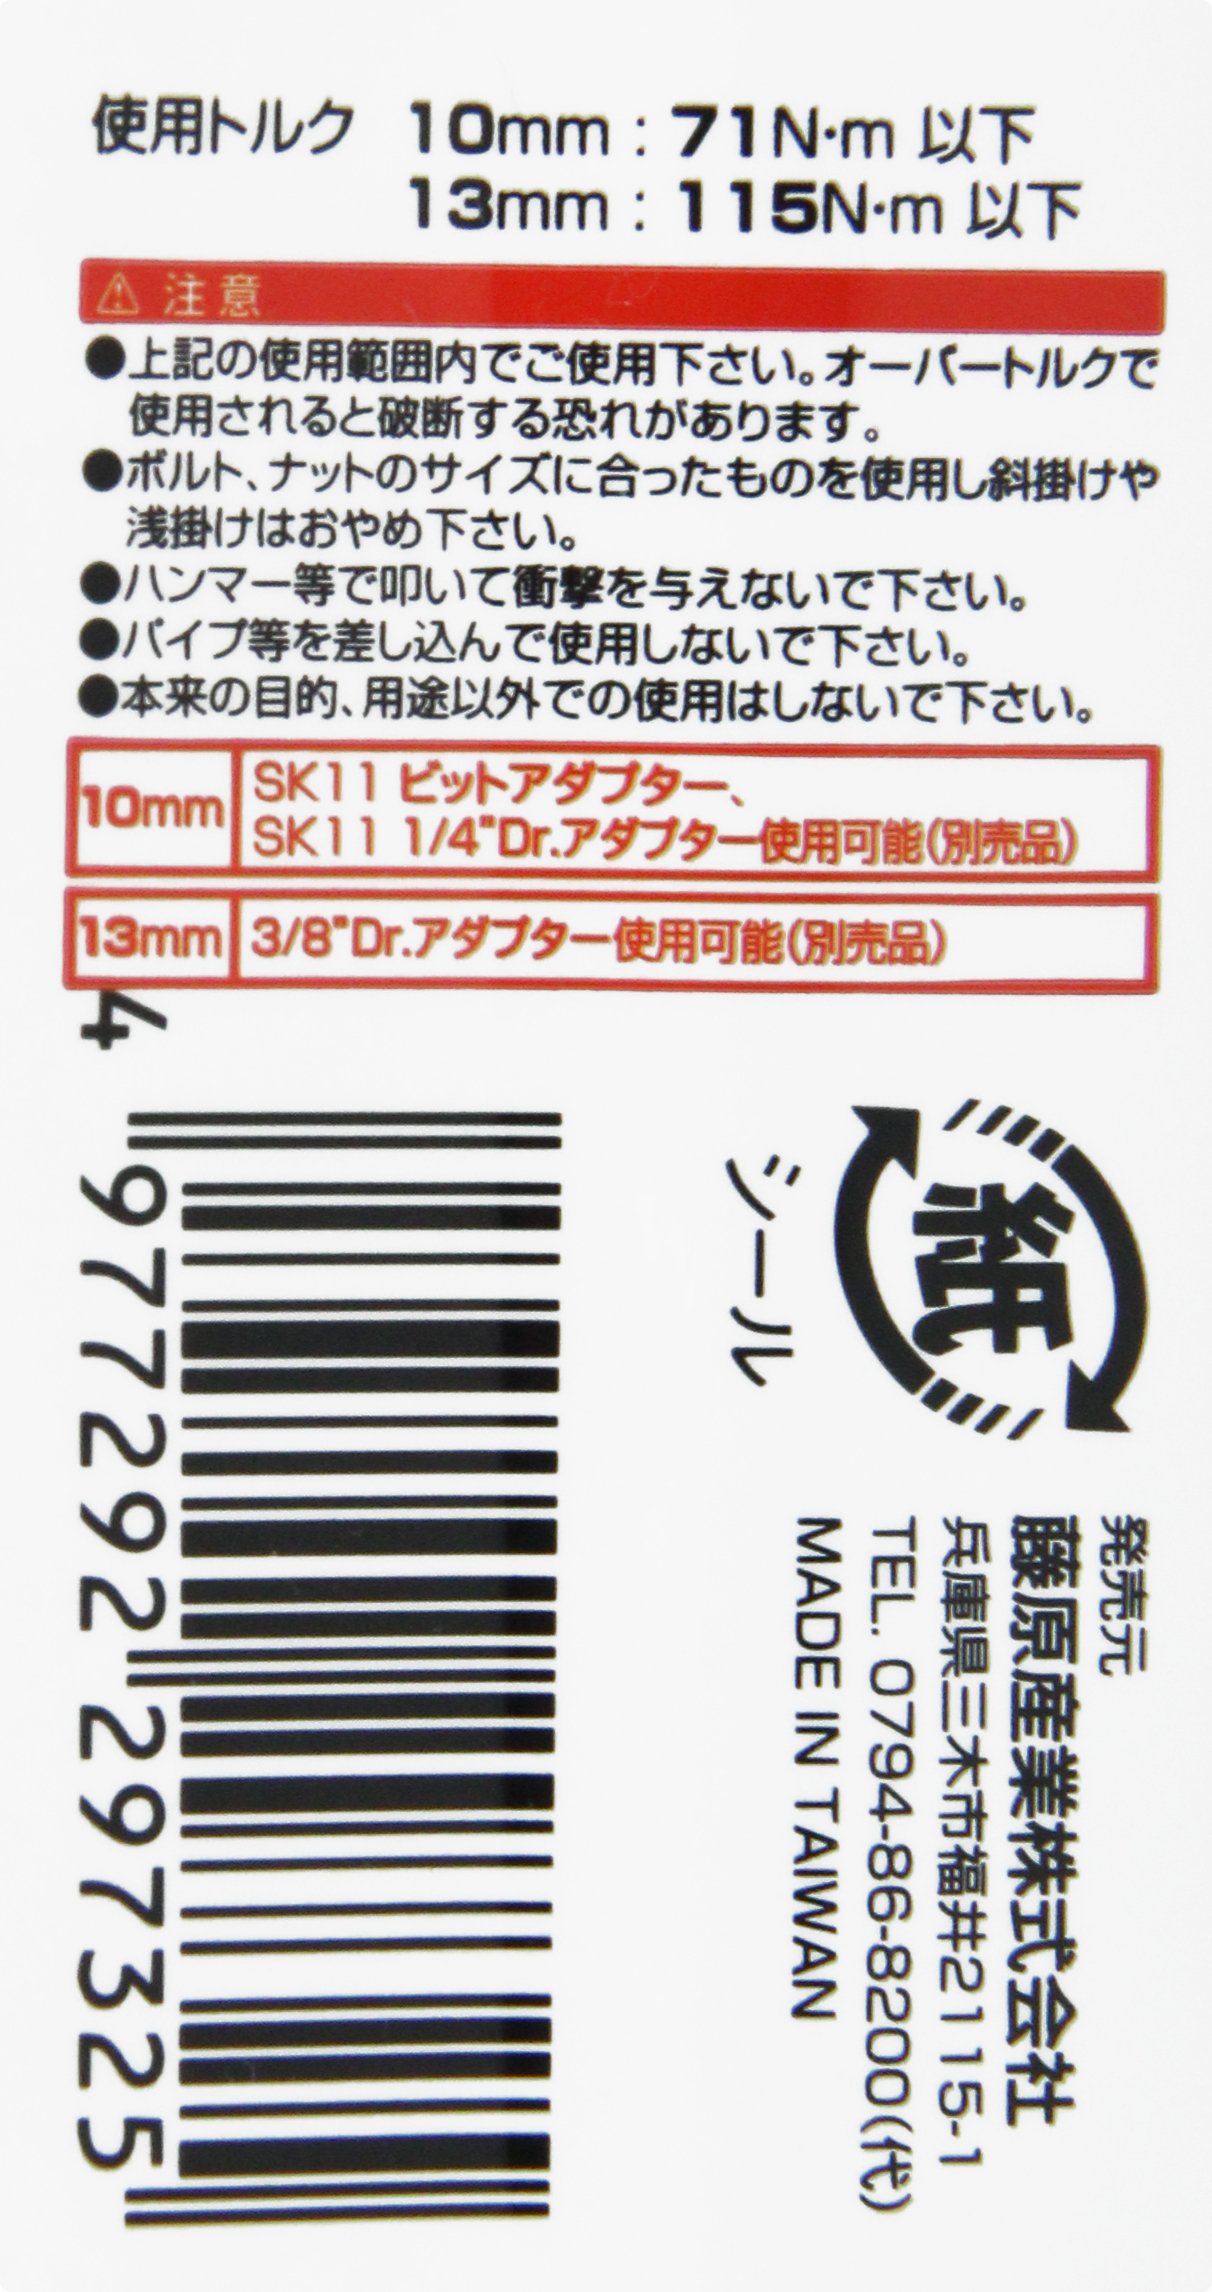 使用トルク 10mm : 71N·m 以下
13mm : 115N·m 以下
⚠ 注意
●上記の使用範囲内でご使用下さい。オーバートルクで
使用されると破断する恐れがあります。
●ボルト、ナットのサイズに合ったものを使用し斜掛けや
浅掛けはおやめ下さい。
●ハンマー等で叩いて衝撃を与えないで下さい。
●パイプ等を差し込んで使用しないで下さい。
●本来の目的、用途以外での使用はしないで下さい。
10mm SK11 ビットアダプター、
SK11 1/4"Dr.アダプター使用可能(別売品)
13mm 3/8"Dr.アダプター使用可能(別売品)
4 977292 297325
紙
シール
発売元
藤原産業株式会社
兵庫県三木市福井2115-1
TEL. 0794-86-8200(代)
MADE IN TAIWAN